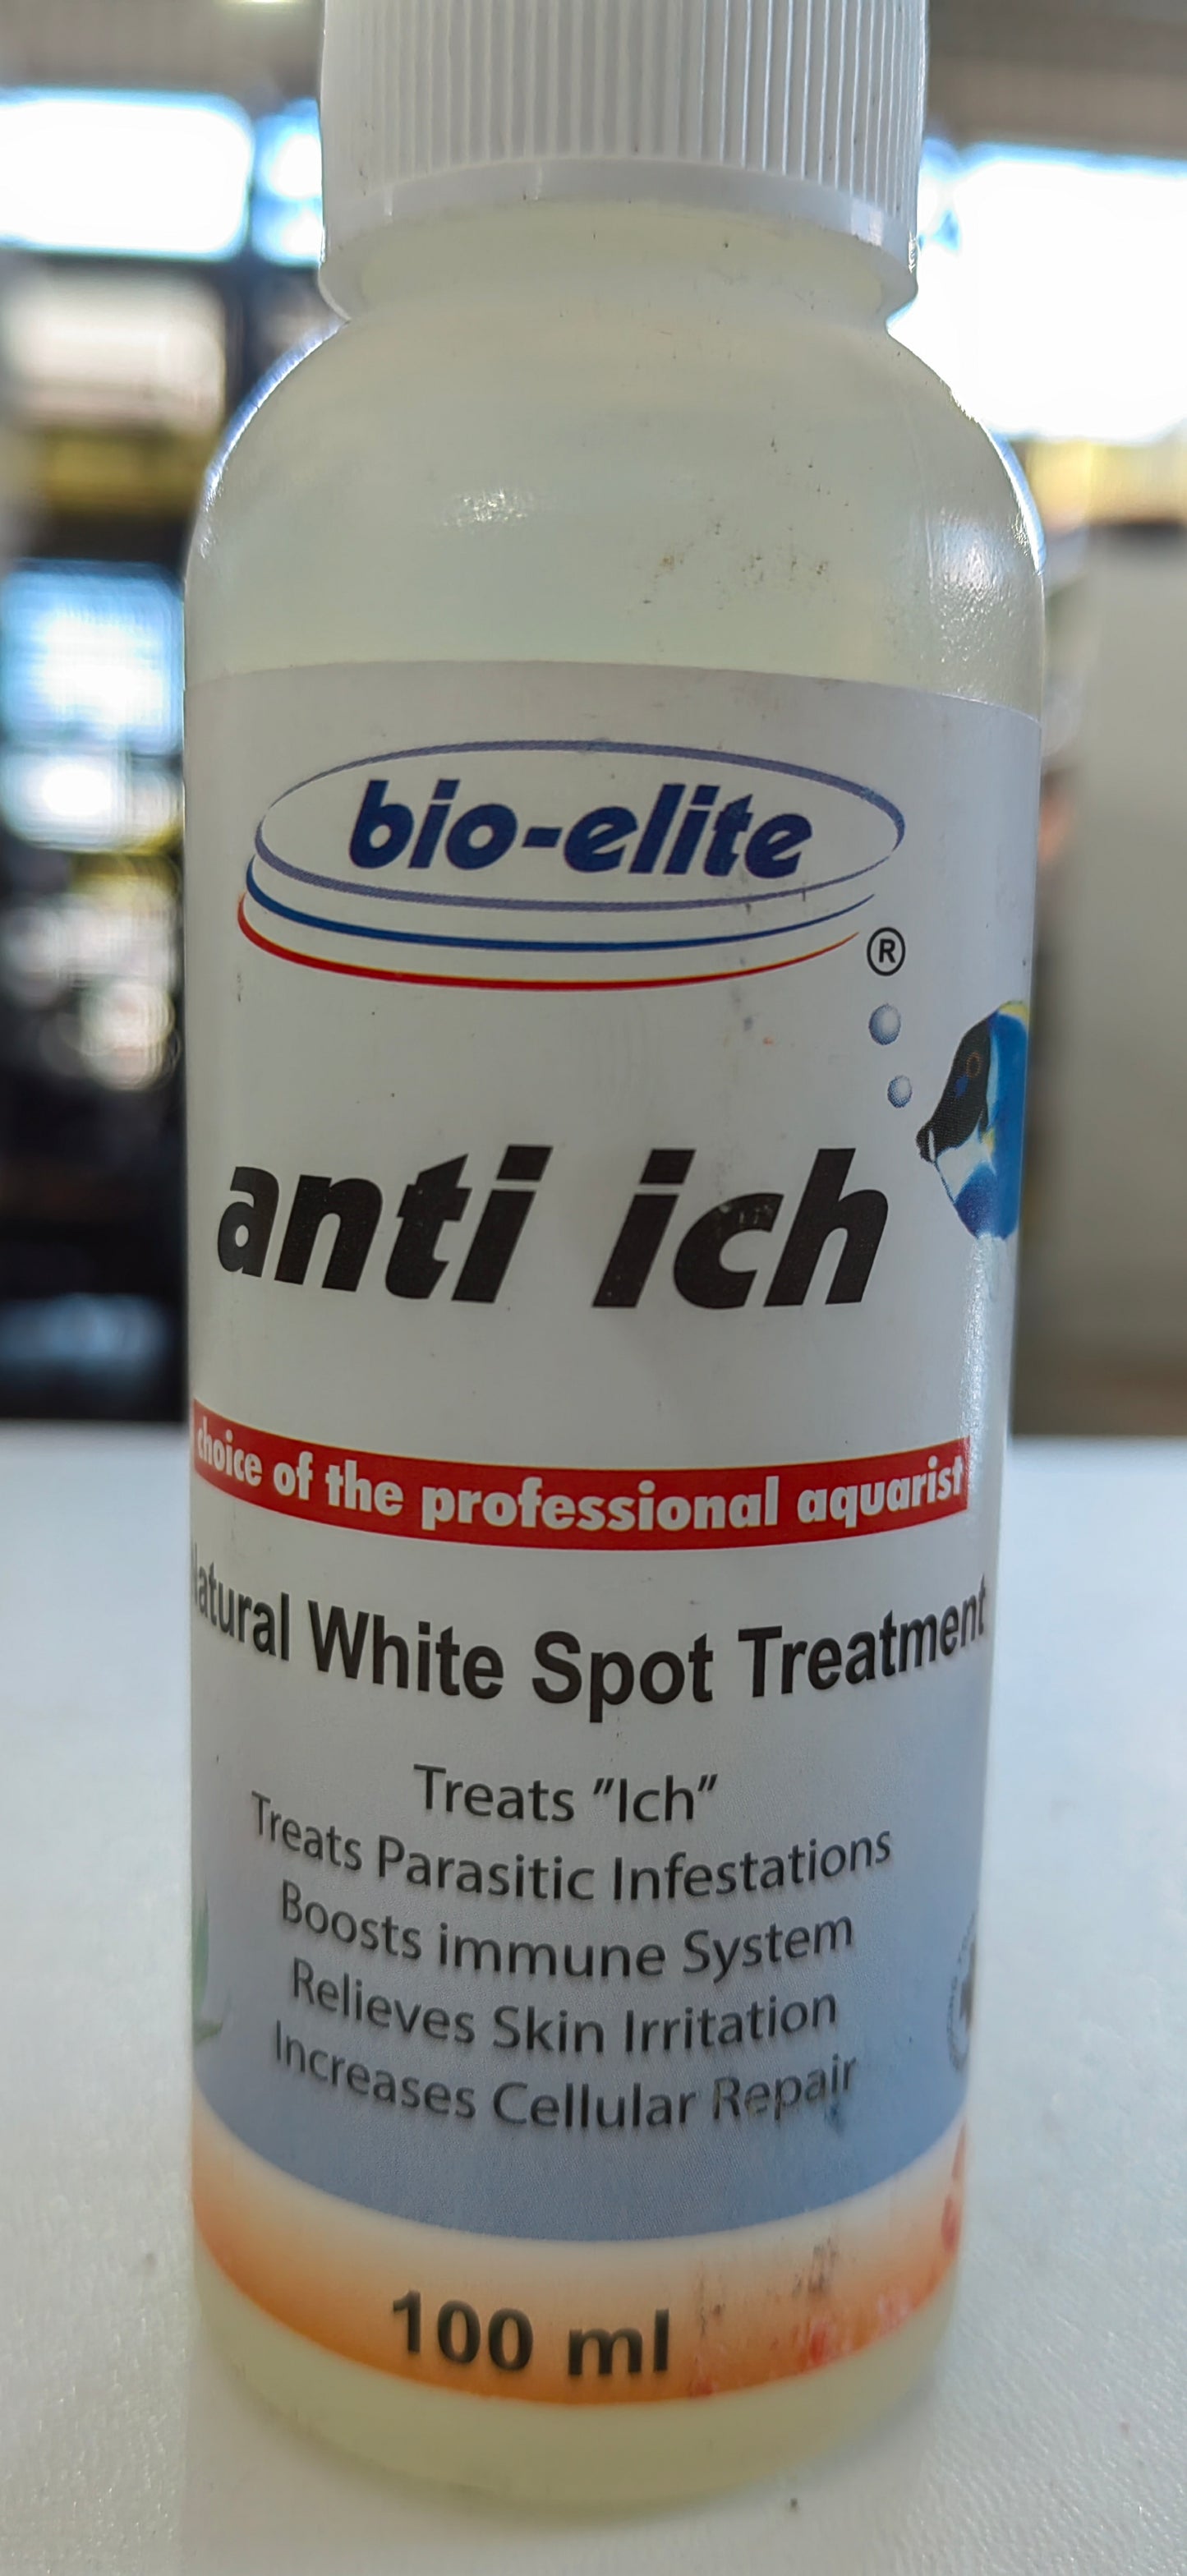 bio-elite
®
anti ich
choice of the professional aquarist
Natural White Spot Treatment
Treats "Ich"
Treats Parasitic Infestations
Boosts immune System
Relieves Skin Irritation
Increases Cellular Repair
100 ml